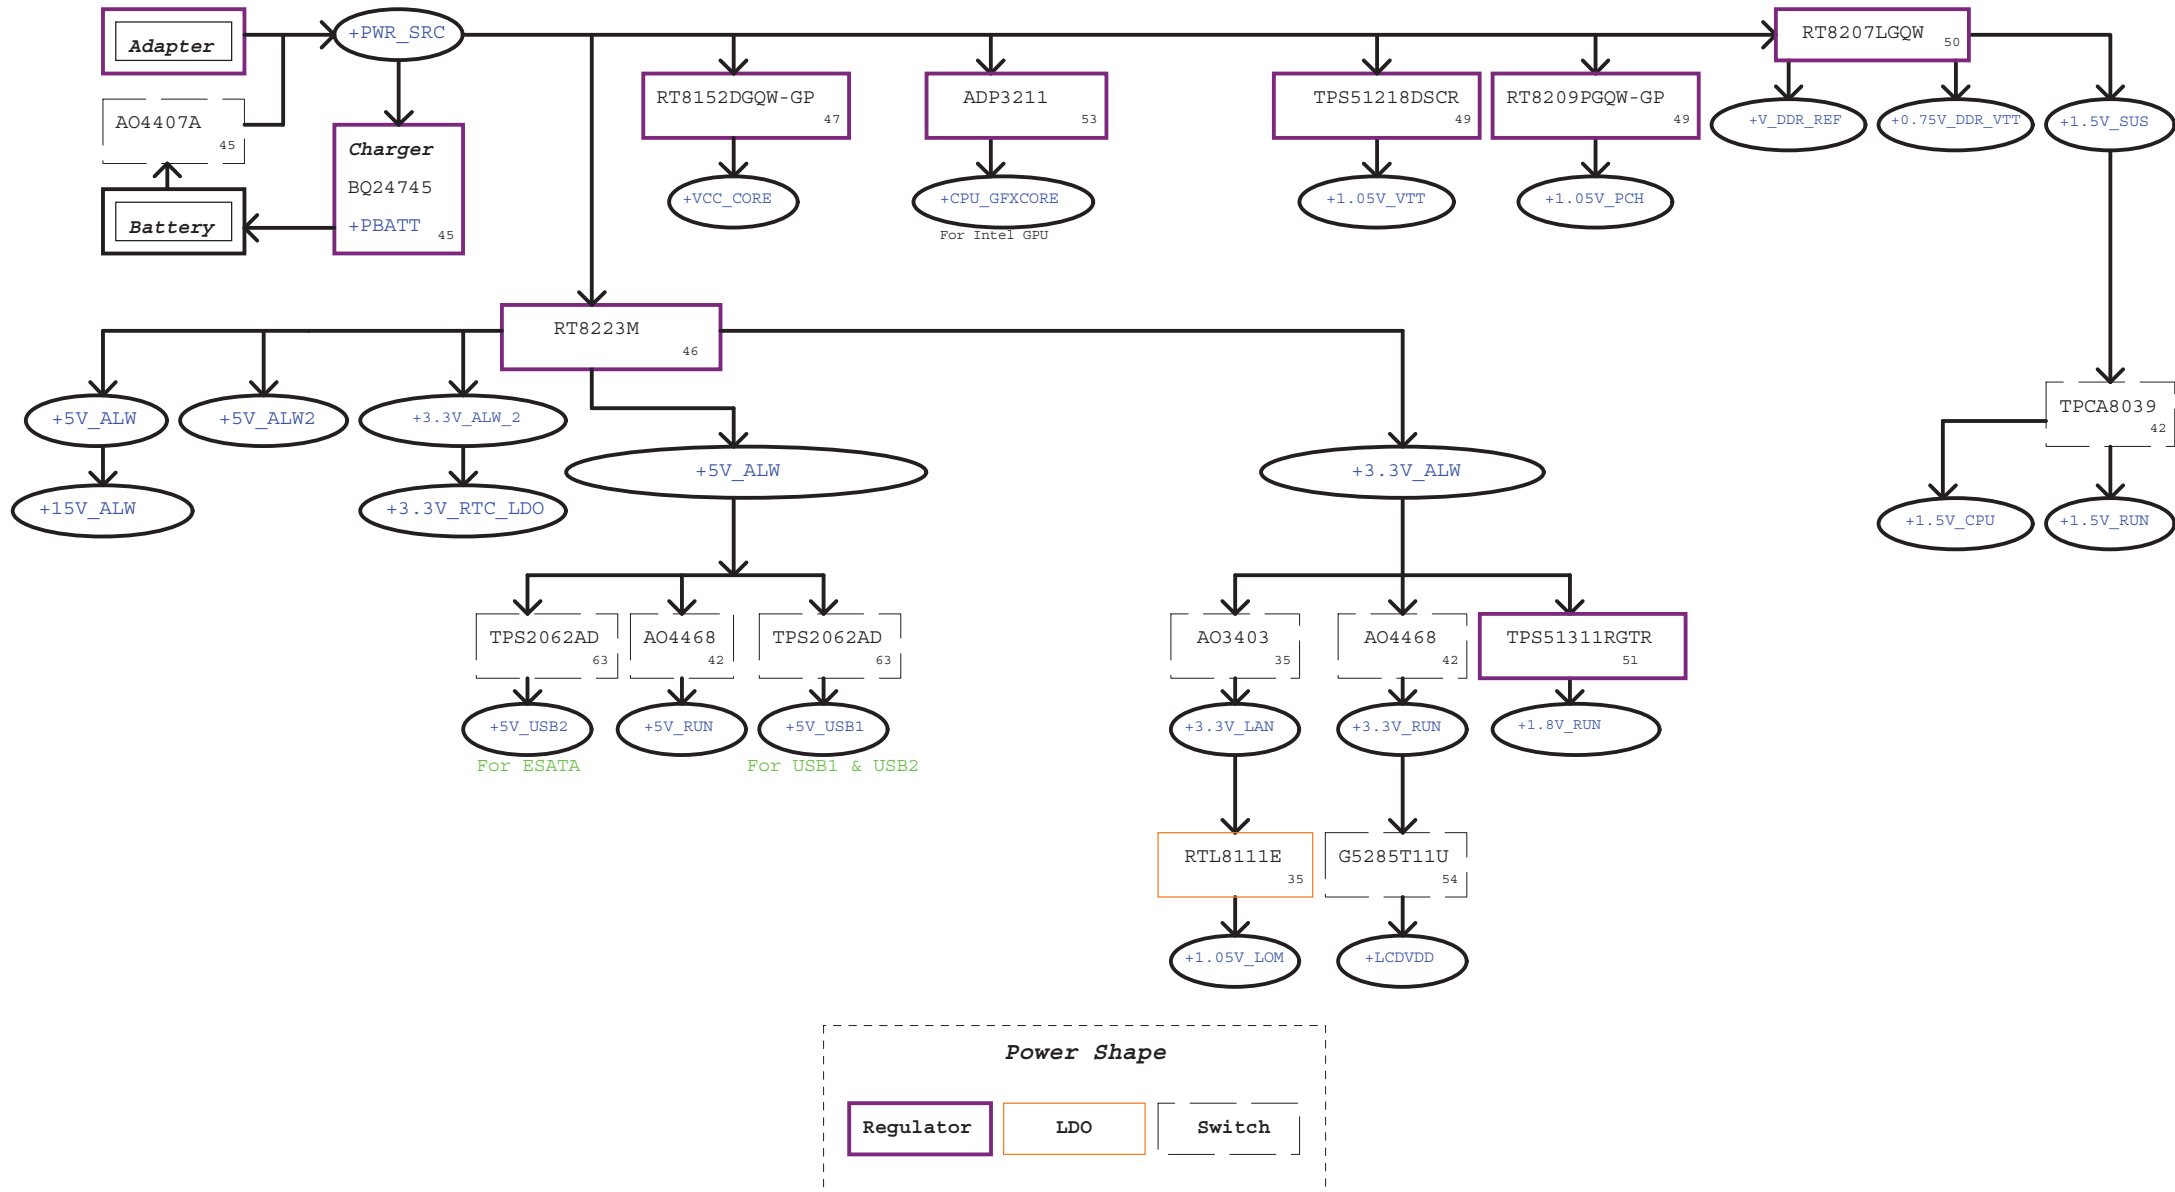 Adapter
+PWR_SRC
RT8207LGQW
50
AO4407A
45
Charger
BQ24745
+PBATT
45
Battery
RT8152DGQW-GP
47
ADP3211
53
TPS51218DSCR
49
RT8209PGQW-GP
49
+V_DDR_REF
+0.75V_DDR_VTT
+1.5V_SUS
+VCC_CORE
+CPU_GFXCORE
For Intel GPU
+1.05V_VTT
+1.05V_PCH
RT8223M
46
+5V_ALW
+5V_ALW2
+3.3V_ALW_2
+5V_ALW
+3.3V_ALW
TPCA8039
42
+15V_ALW
+3.3V_RTC_LDO
+1.5V_CPU
+1.5V_RUN
TPS2062AD
63
AO4468
42
TPS2062AD
63
AO3403
35
AO4468
42
TPS51311RGTR
51
+5V_USB2
+5V_RUN
+5V_USB1
+3.3V_LAN
+3.3V_RUN
+1.8V_RUN
For ESATA
For USB1 & USB2
RTL8111E
35
G5285T11U
54
+1.05V_LOM
+LCDVDD
Power Shape
Regulator
LDO
Switch